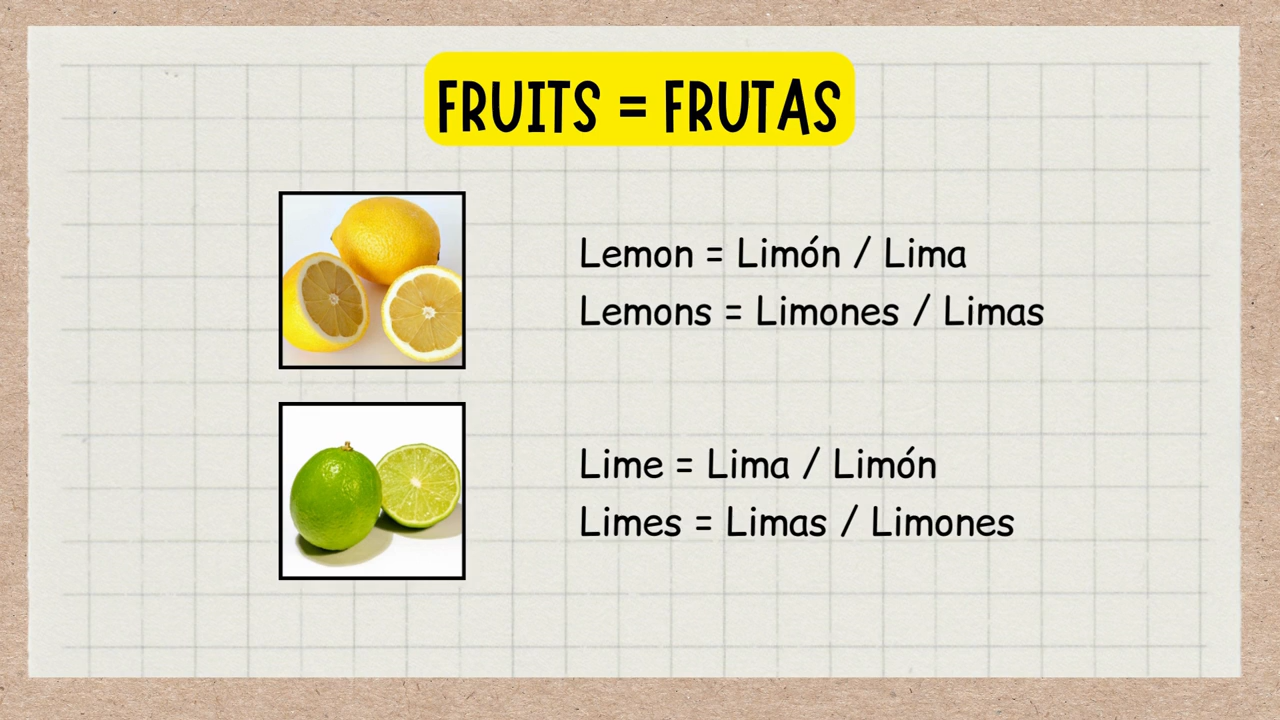 FRUITS = FRUTAS
Lemon = Limón / Lima
Lemons = Limones / Limas
Lime = Lima / Limón
Limes = Limas / Limones